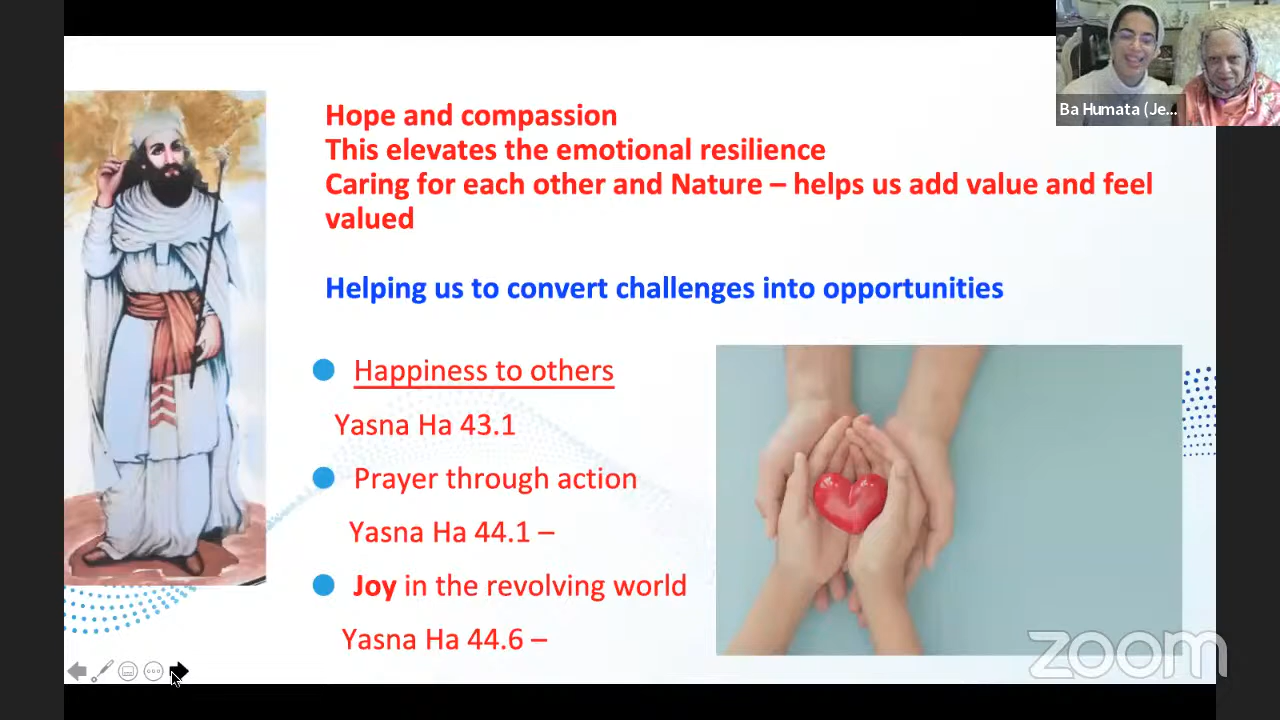 Hope and compassion
This elevates the emotional resilience
Caring for each other and Nature – helps us add value and feel
valued
Helping us to convert challenges into opportunities
Happiness to others
Yasna Ha 43.1
Prayer through action
Yasna Ha 44.1 –
Joy in the revolving world
Yasna Ha 44.6 –
Ba Humata (Je...
zoom